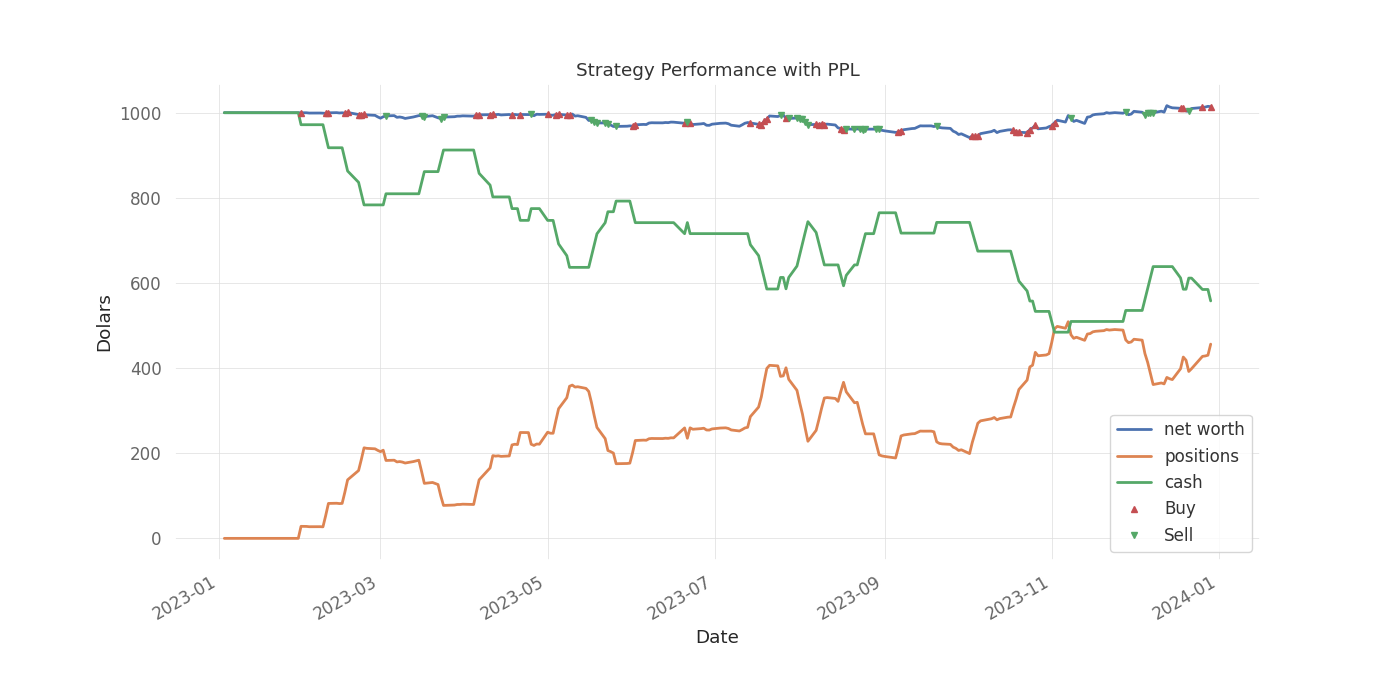 Strategy Performance with PPL
Dolars
1000
800
600
400
200
0
net worth
positions
cash
Buy
Sell
2023-01
2023-03
2023-05
2023-07
2023-09
2023-11
2024-01
Date